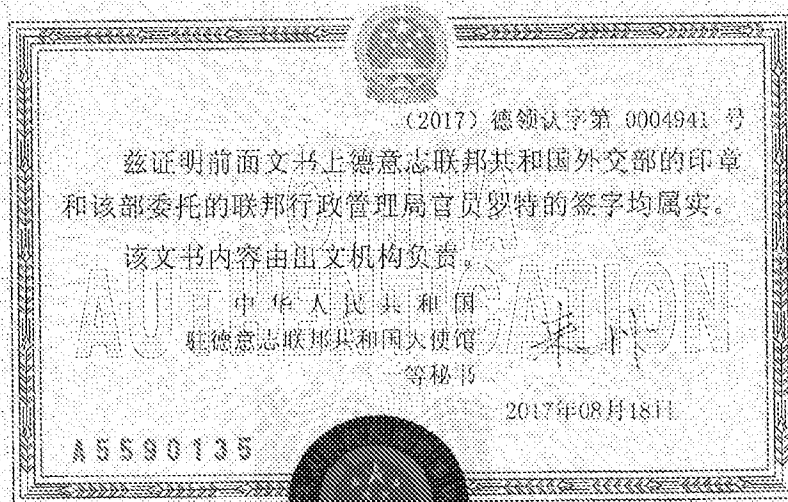 (2017) 德领认字第 0004941 号
兹证明前面文书上德意志联邦共和国外交部的印章
和该部委托的联邦行政管理局官员罗特的签字均属实。
该文书内容由出文机构负责。
CHINA
AUTHENTICATION
中华人民共和国
驻德意志联邦共和国大使馆
一等秘书
2017年08月18日
A5590135